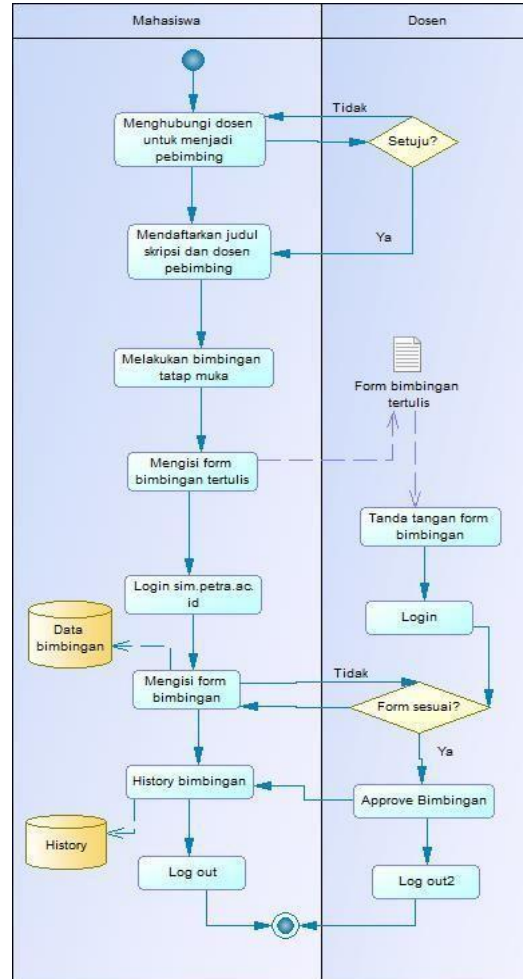 Mahasiswa
Dosen
Tidak
Menghubungi dosen
untuk menjadi
pebimbing
Setuju?
Ya
Mendaftarkan judul
skripsi dan dosen
pebimbing
Melakukan bimbingan
tatap muka
Form bimbingan
tertulis
Mengisi form
bimbingan tertulis
Tanda tangan form
bimbingan
Login sim.petra.ac.
id
Login
Data
bimbingan
Mengisi form
bimbingan
Tidak
Form sesuai?
Ya
History bimbingan
Approve Bimbingan
History
Log out
Log out2